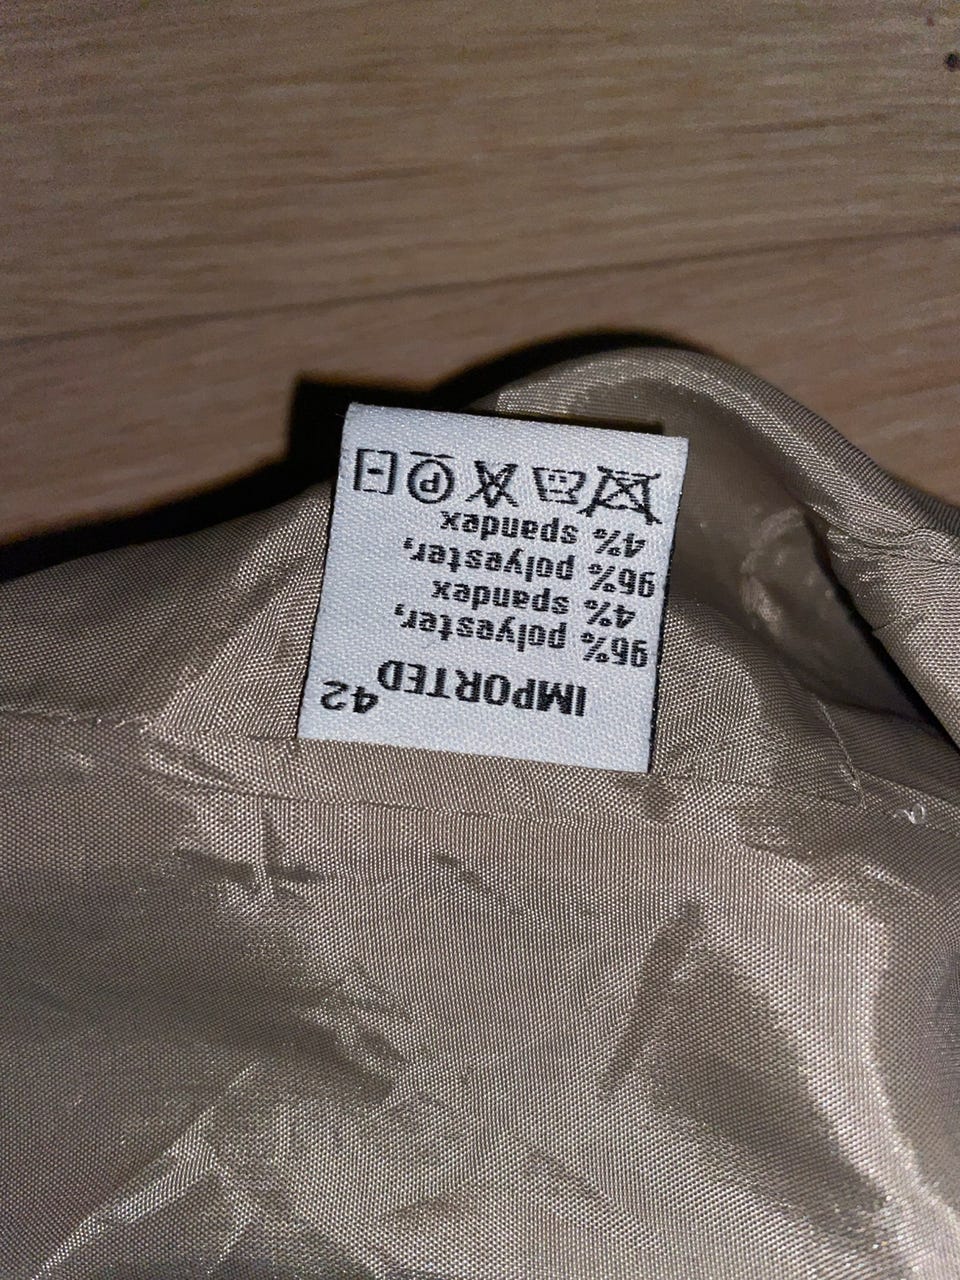 IMPORTED 42
96% polyester,
4% spandex
96% polyester,
4% spandex
P